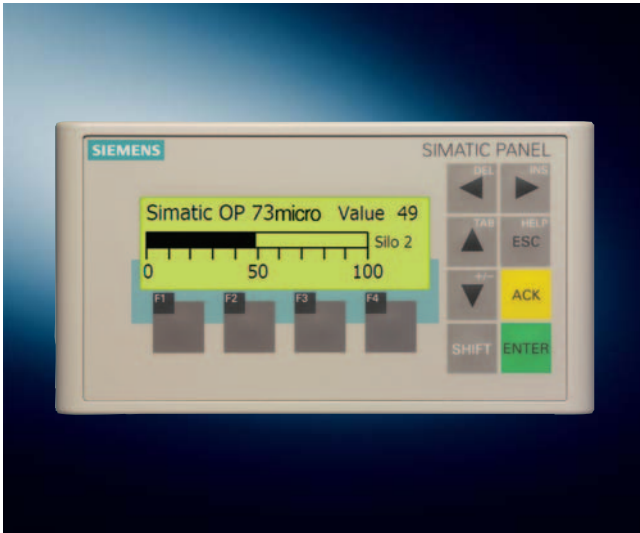 SIEMENS
SIMATIC PANEL
DEL
INS
Simatic OP 73micro Value 49
TAB
HELP
Silo 2
ESC
0 50 100
+/-
F1 F2 F3 F4
ACK
SHIFT
ENTER